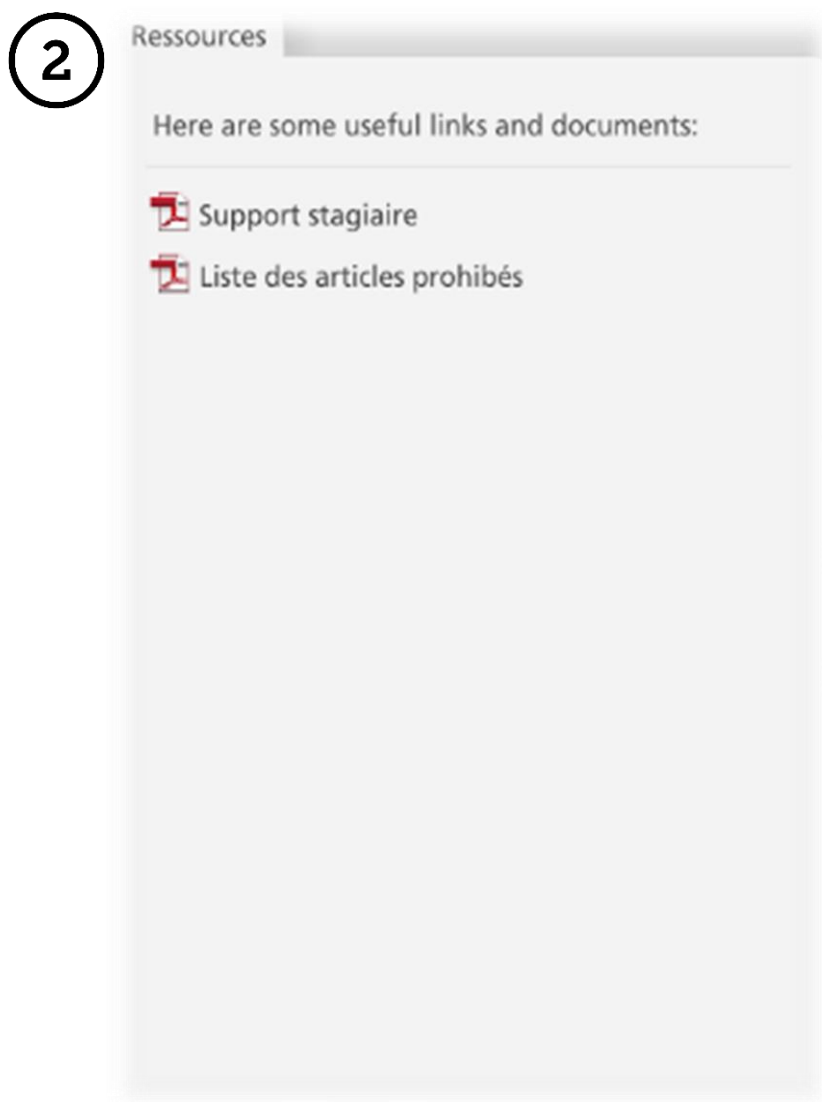 2
Ressources
Here are some useful links and documents:
Support stagiaire
Liste des articles prohibés